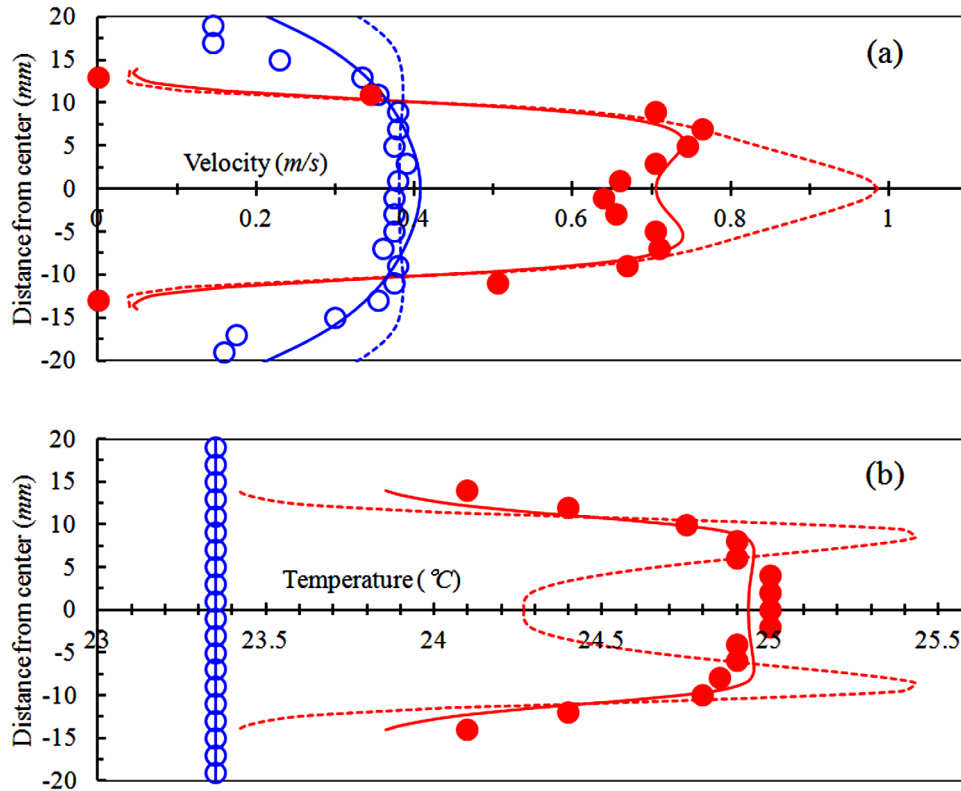 20
15
10
5
0
-5
-10
-15
-20
Distance from center (mm)
(a)
Velocity (m/s)
0 0.2 0.4 0.6 0.8 1
20
15
10
5
0
-5
-10
-15
-20
Distance from center (mm)
(b)
Temperature (℃)
23 23.5 24 24.5 25 25.5